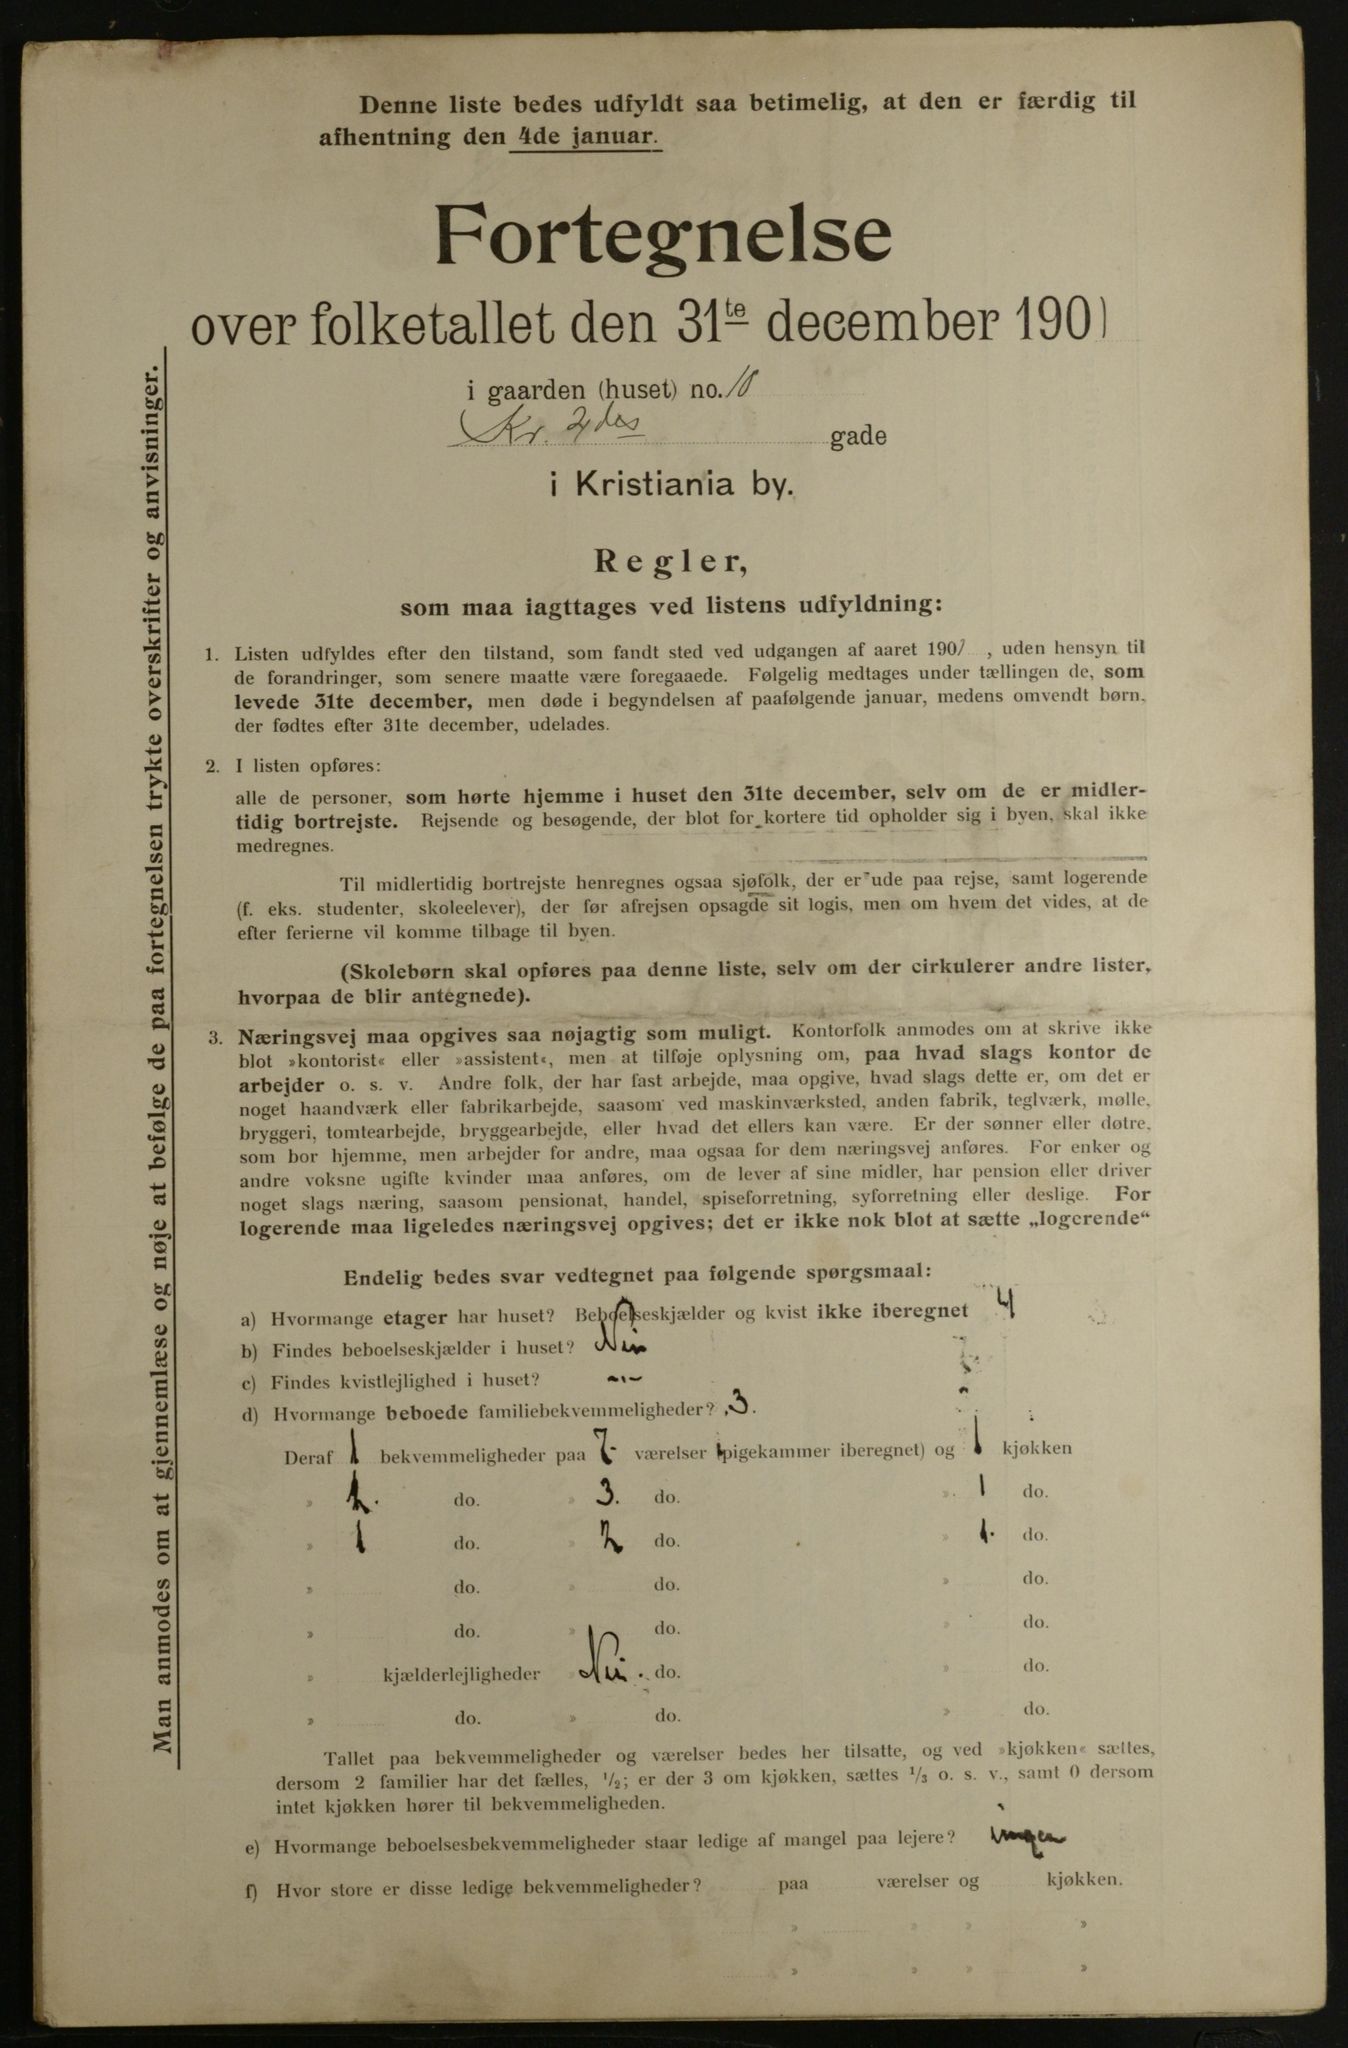 Denne liste bedes udfyldt saa betimelig, at den er færdig til
afhentning den 4de januar.
Fortegnelse
over folketallet den 31te december 1901
i gaarden (huset) no. 10
Kr. 2des gade
i Kristiania by.
Regler,
som maa iagttages ved listens udfyldning:
1. Listen udfyldes efter den tilstand, som fandt sted ved udgangen af aaret 1901, uden hensyn til
de forandringer, som senere maatte være foregaaede. Følgelig medtages under tællingen de, som
levede 31te december, men døde i begyndelsen af paafølgende januar, medens omvendt børn,
der fødtes efter 31te december, udelades.
2. I listen opføres:
alle de personer, som hørte hjemme i huset den 31te december, selv om de er midler-
tidig bortrejste. Rejsende og besøgende, der blot for kortere tid opholder sig i byen, skal ikke
medregnes.
Til midlertidig bortrejste henregnes ogsaa sjøfolk, der er ude paa rejse, samt logerende
(f. eks. studenter, skoleelever), der før afrejsen opsagde sit logis, men om hvem det vides, at de
efter ferierne vil komme tilbage til byen.
(Skolebørn skal opføres paa denne liste, selv om der cirkulerer andre lister,
hvorpaa de blir antegnede).
3. Næringsvej maa opgives saa nøjagtig som muligt. Kontorfolk anmodes om at skrive ikke
blot »kontorist« eller »assistent«, men at tilføje oplysning om, paa hvad slags kontor de
arbejder o. s. v. Andre folk, der har fast arbejde, maa opgive, hvad slags dette er, om det er
noget haandværk eller fabrikarbejde, saasom ved maskinværksted, anden fabrik, teglværk, mølle,
bryggeri, tomtearbejde, bryggearbejde, eller hvad det ellers kan være. Er der sønner eller døtre,
som bor hjemme, men arbejder for andre, maa ogsaa for dem næringsvej anføres. For enker og
andre voksne ugifte kvinder maa anføres, om de lever af sine midler, har pension eller driver
noget slags næring, saasom pensionat, handel, spiseforretning, syforretning eller deslige. For
logerende maa ligeledes næringsvej opgives; det er ikke nok blot at sætte „logerende“
Endelig bedes svar vedtegnet paa følgende spørgsmaal:
a) Hvormange etager har huset? Beboelseskjælder og kvist ikke iberegnet 4
b) Findes beboelseskjælder i huset? Nei
c) Findes kvistlejlighed i huset? -"-
d) Hvormange beboede familiebekvemmeligheder? 3.
Deraf 1 bekvemmeligheder paa 7 værelser (pigekammer iberegnet) og 1 kjøkken
» 2. do. » 3. do. » 1 do.
» 1 do. » 2 do. » 1. do.
» do. » do. » do.
» do. » do. » do.
» kjælderlejligheder » Nei. do. » do.
» do. » do. » do.
Tallet paa bekvemmeligheder og værelser bedes her tilsatte, og ved »kjøkken« sættes,
dersom 2 familier har det fælles, 1/2; er der 3 om kjøkken, sættes 1/3 o. s. v., samt 0 dersom
intet kjøkken hører til bekvemmeligheden.
e) Hvormange beboelsesbekvemmeligheder staar ledige af mangel paa lejere? ingen
f) Hvor store er disse ledige bekvemmeligheder? paa værelser og kjøkken.
» » » »
» » » »
Man anmodes om at gjennemlæse og nøje at befølge de paa fortegnelsen trykte overskrifter og anvisninger.